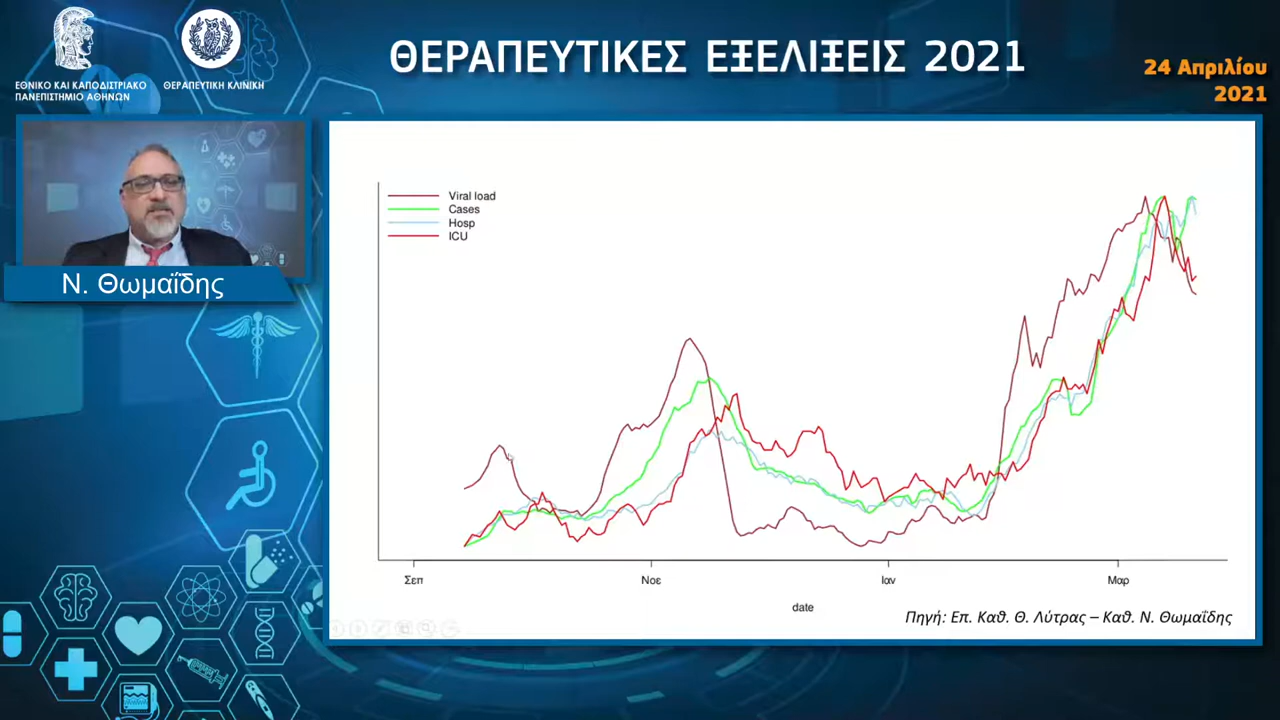 ΕΘΝΙΚΟ ΚΑΙ ΚΑΠΟΔΙΣΤΡΙΑΚΟ
ΠΑΝΕΠΙΣΤΗΜΙΟ ΑΘΗΝΩΝ
ΘΕΡΑΠΕΥΤΙΚΗ ΚΛΙΝΙΚΗ
ΘΕΡΑΠΕΥΤΙΚΕΣ ΕΞΕΛΙΞΕΙΣ 2021
24 Απριλίου
2021
Ν. Θωμαΐδης
Viral load
Cases
Hosp
ICU
Σεπ Νοε Ιαν Μαρ
date
Πηγή: Επ. Καθ. Θ. Λύτρας – Καθ. Ν. Θωμαΐδης